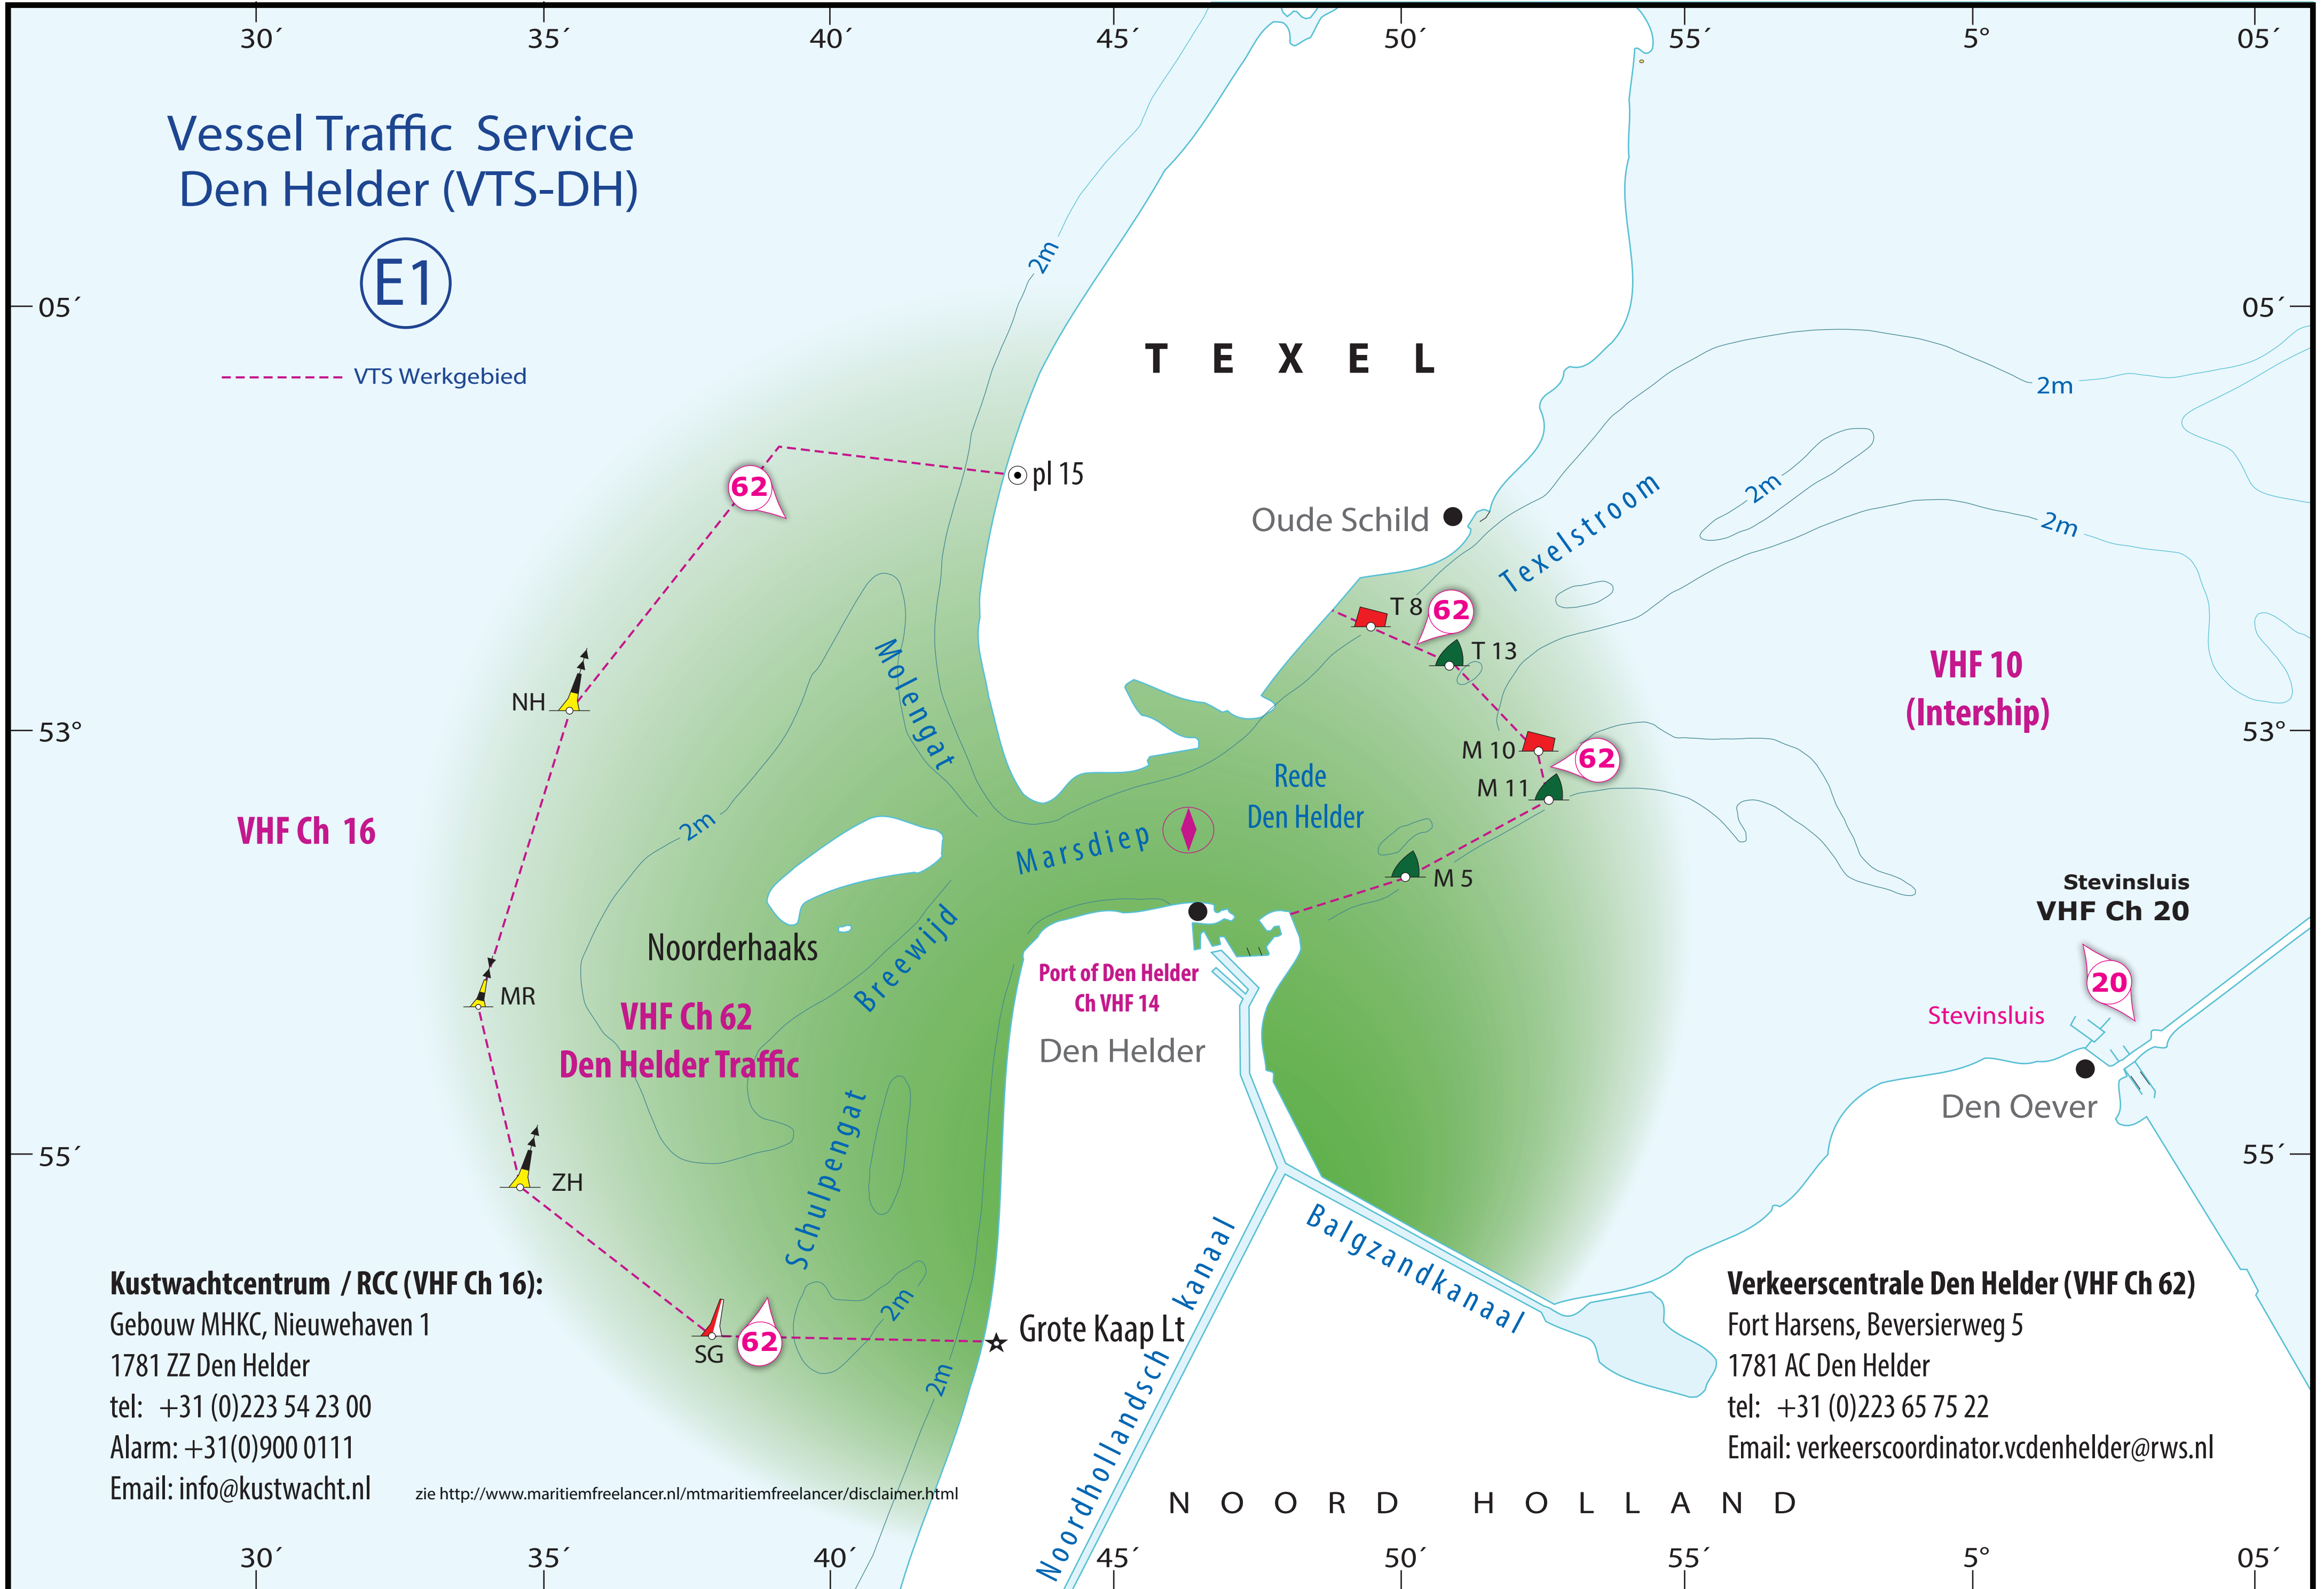 30´ 35´ 40´ 45´ 50´ 55´ 5° 05´
Vessel Traffic Service
Den Helder (VTS-DH)
E1
VTS Werkgebied
05´
05´
2m
TEXEL
2m
pl 15
62
Oude Schild
Texelstroom
2m
2m
T 8
62
T 13
Molengat
NH
VHF 10
(Intership)
53°
53°
M 10
62
M 11
Rede
Den Helder
VHF Ch 16
2m
Marsdiep
M 5
Stevinsluis
VHF Ch 20
Noorderhaaks
Breewijd
MR
VHF Ch 62
Den Helder Traffic
Port of Den Helder
Ch VHF 14
Den Helder
20
Stevinsluis
Den Oever
55´
55´
ZH
Schulpengat
Noordhollandsch kanaal
Balgzandkanaal
SG
62
2m
2m
Grote Kaap Lt
Kustwachtcentrum / RCC (VHF Ch 16):
Gebouw MHKC, Nieuwehaven 1
1781 ZZ Den Helder
tel: +31 (0)223 54 23 00
Alarm: +31(0)900 0111
Email: info@kustwacht.nl
zie http://www.maritiemfreelancer.nl/mtmaritiemfreelancer/disclaimer.html
Verkeerscentrale Den Helder (VHF Ch 62)
Fort Harsens, Beversierweg 5
1781 AC Den Helder
tel: +31 (0)223 65 75 22
Email: verkeerscoordinator.vcdenhelder@rws.nl
NOORD HOLLAND
30´ 35´ 40´ 45´ 50´ 55´ 5° 05´